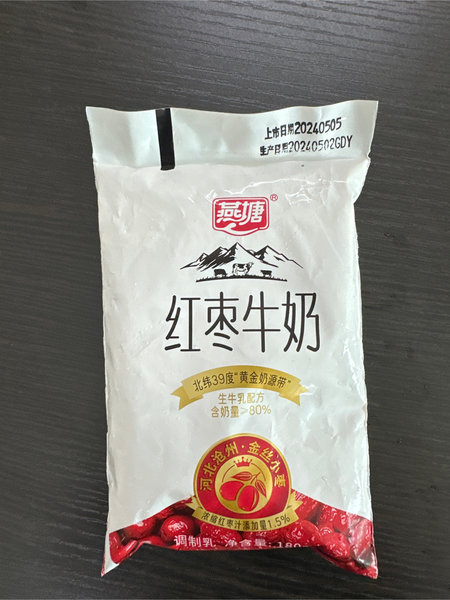 上市日期20240505
生产日期20240502GDY
燕塘®
红枣牛奶
北纬39度"黄金奶源带"
生牛乳配方
含奶量≥80%
河北沧州·金丝小枣
浓缩红枣汁添加量1.5%
调制乳 净含量: